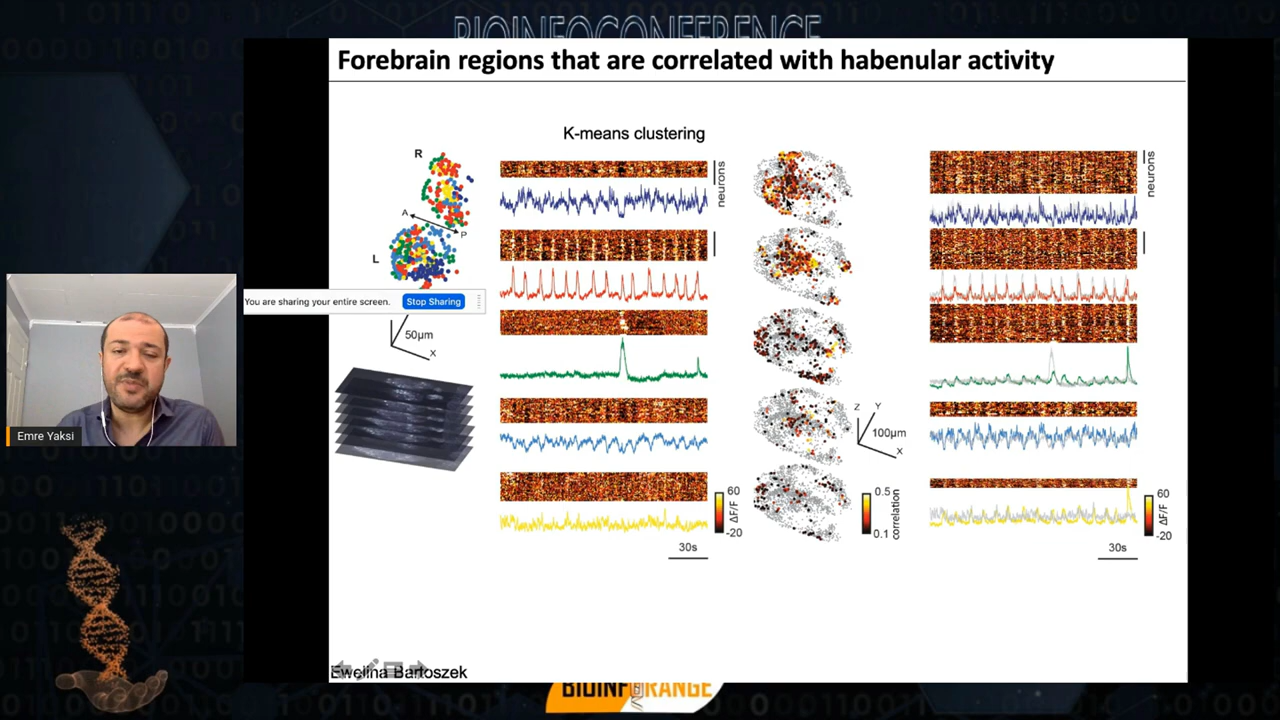 BIOINFOCONFERENCE
Forebrain regions that are correlated with habenular activity
K-means clustering
R
A
P
L
You are sharing your entire screen.
Stop Sharing
50µm
X
neurons
60
ΔF/F
-20
30s
Z
Y
100µm
X
0.5
correlation
0.1
neurons
60
ΔF/F
-20
30s
Emre Yaksi
Ewelina Bartoszek
BIOINFORANGE